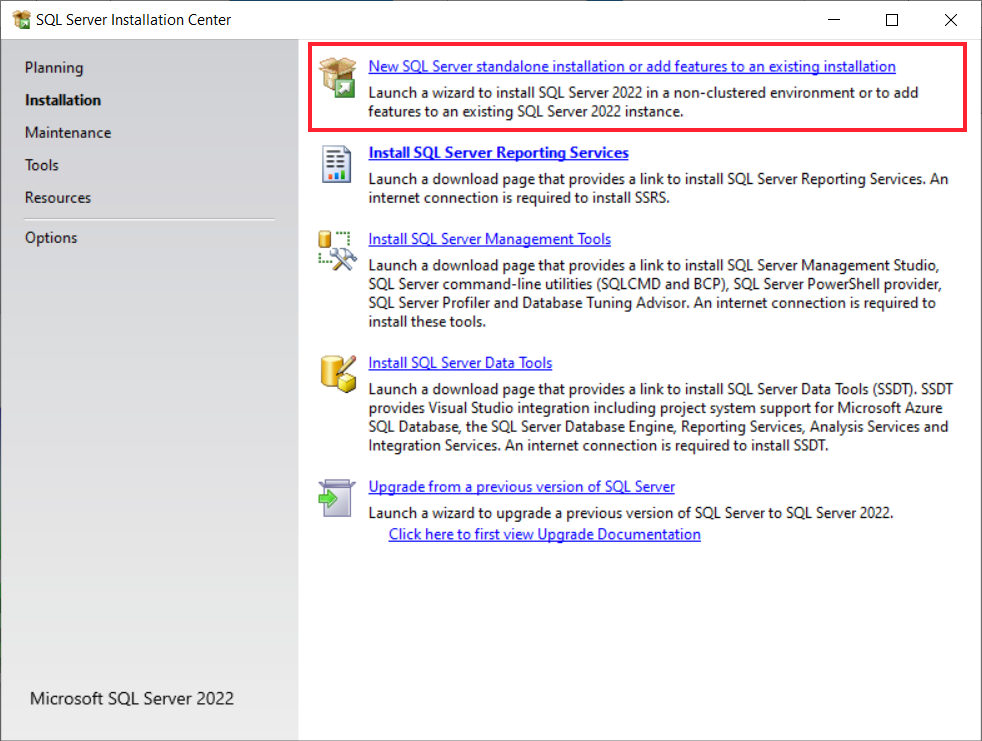 SQL Server Installation Center
Planning
Installation
Maintenance
Tools
Resources
Options
New SQL Server standalone installation or add features to an existing installation
Launch a wizard to install SQL Server 2022 in a non-clustered environment or to add
features to an existing SQL Server 2022 instance.
Install SQL Server Reporting Services
Launch a download page that provides a link to install SQL Server Reporting Services. An
internet connection is required to install SSRS.
Install SQL Server Management Tools
Launch a download page that provides a link to install SQL Server Management Studio,
SQL Server command-line utilities (SQLCMD and BCP), SQL Server PowerShell provider,
SQL Server Profiler and Database Tuning Advisor. An internet connection is required to
install these tools.
Install SQL Server Data Tools
Launch a download page that provides a link to install SQL Server Data Tools (SSDT). SSDT
provides Visual Studio integration including project system support for Microsoft Azure
SQL Database, the SQL Server Database Engine, Reporting Services, Analysis Services and
Integration Services. An internet connection is required to install SSDT.
Upgrade from a previous version of SQL Server
Launch a wizard to upgrade a previous version of SQL Server to SQL Server 2022.
Click here to first view Upgrade Documentation
Microsoft SQL Server 2022